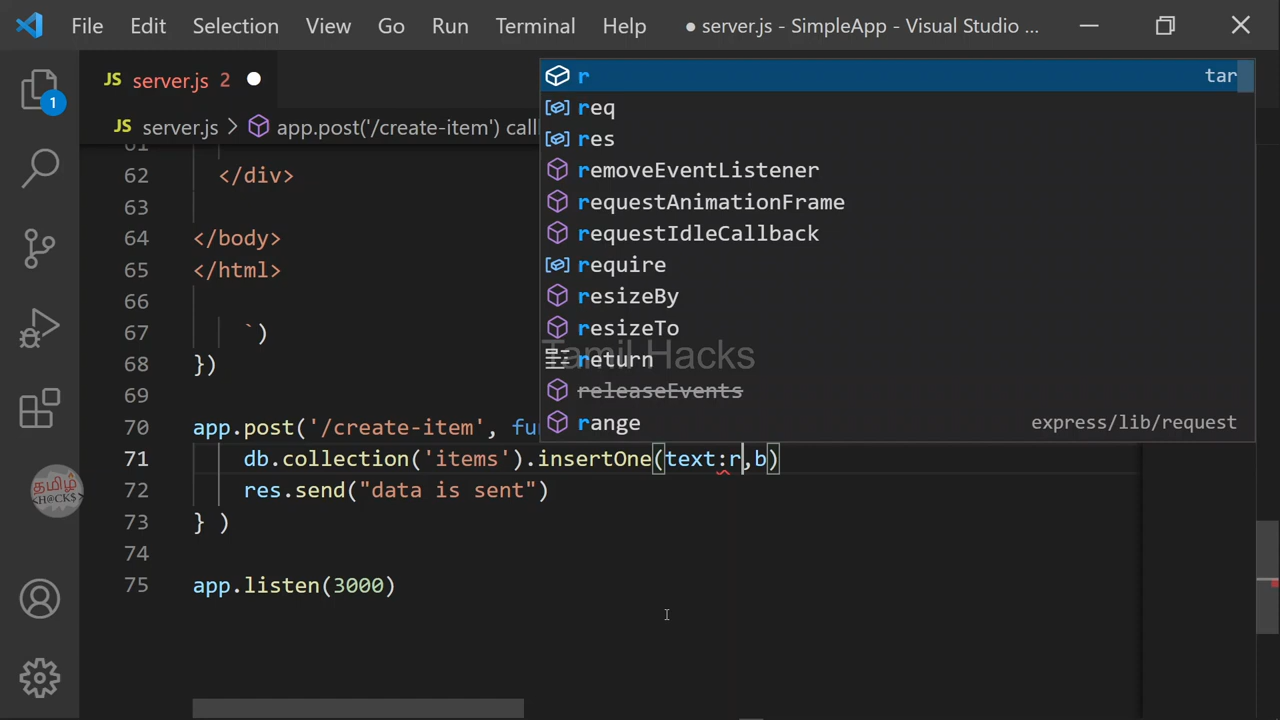 File Edit Selection View Go Run Terminal Help ● server.js - SimpleApp - Visual Studio ...
JS server.js 2
JS server.js > app.post('/create-item') call
1
62 </div>
63
64 </body>
65 </html>
66
67 `)
68 })
69
70 app.post('/create-item', fu
71 db.collection('items').insertOne(text:r,b)
72 res.send("data is sent")
73 } )
74
75 app.listen(3000)
r tar
req
res
removeEventListener
requestAnimationFrame
requestIdleCallback
require
resizeBy
resizeTo
return
releaseEvents
range express/lib/request
Tamil Hacks
தமிழ்
<H@CK$>